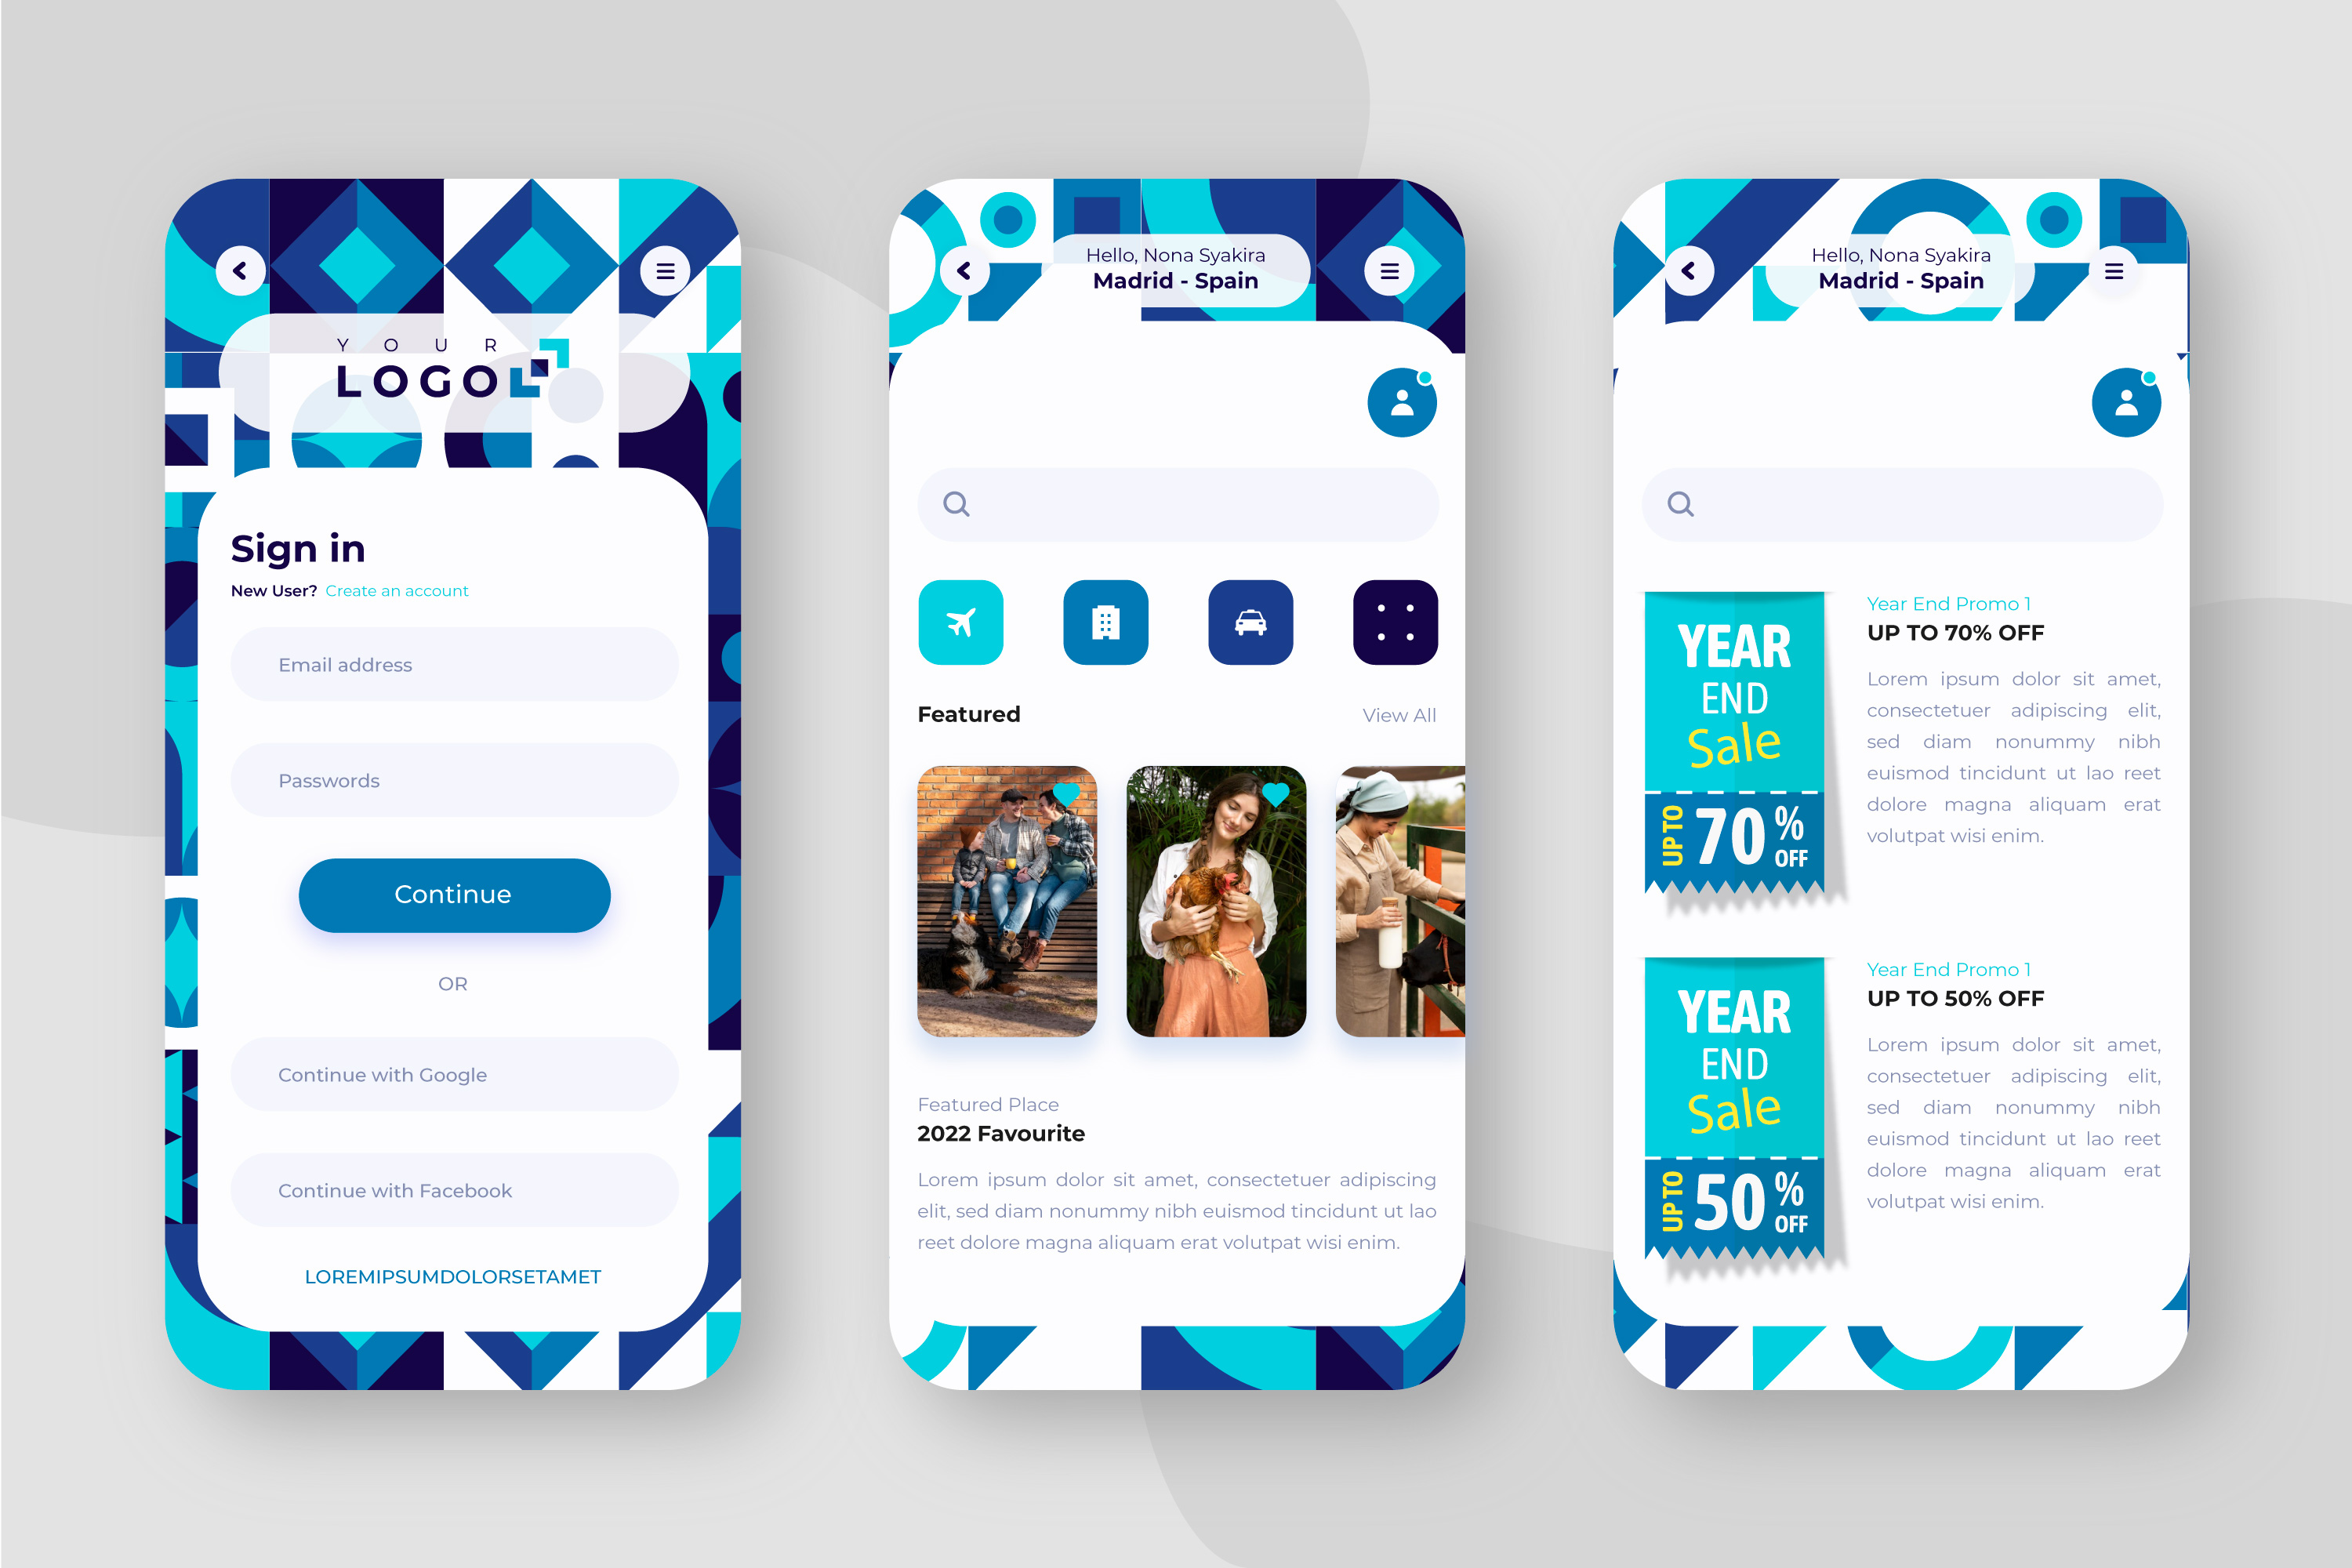 YOUR
LOGO
Sign in
New User? Create an account
Email address
Passwords
Continue
OR
Continue with Google
Continue with Facebook
LOREMIPSUMDOLORSETAMET
Hello, Nona Syakira
Madrid - Spain
Featured
View All
Featured Place
2022 Favourite
Lorem ipsum dolor sit amet, consectetuer adipiscing
elit, sed diam nonummy nibh euismod tincidunt ut lao
reet dolore magna aliquam erat volutpat wisi enim.
Hello, Nona Syakira
Madrid - Spain
YEAR
END
Sale
UP TO
70%
OFF
Year End Promo 1
UP TO 70% OFF
Lorem ipsum dolor sit amet,
consectetuer adipiscing elit,
sed diam nonummy nibh
euismod tincidunt ut lao reet
dolore magna aliquam erat
volutpat wisi enim.
YEAR
END
Sale
UP TO
50%
OFF
Year End Promo 1
UP TO 50% OFF
Lorem ipsum dolor sit amet,
consectetuer adipiscing elit,
sed diam nonummy nibh
euismod tincidunt ut lao reet
dolore magna aliquam erat
volutpat wisi enim.